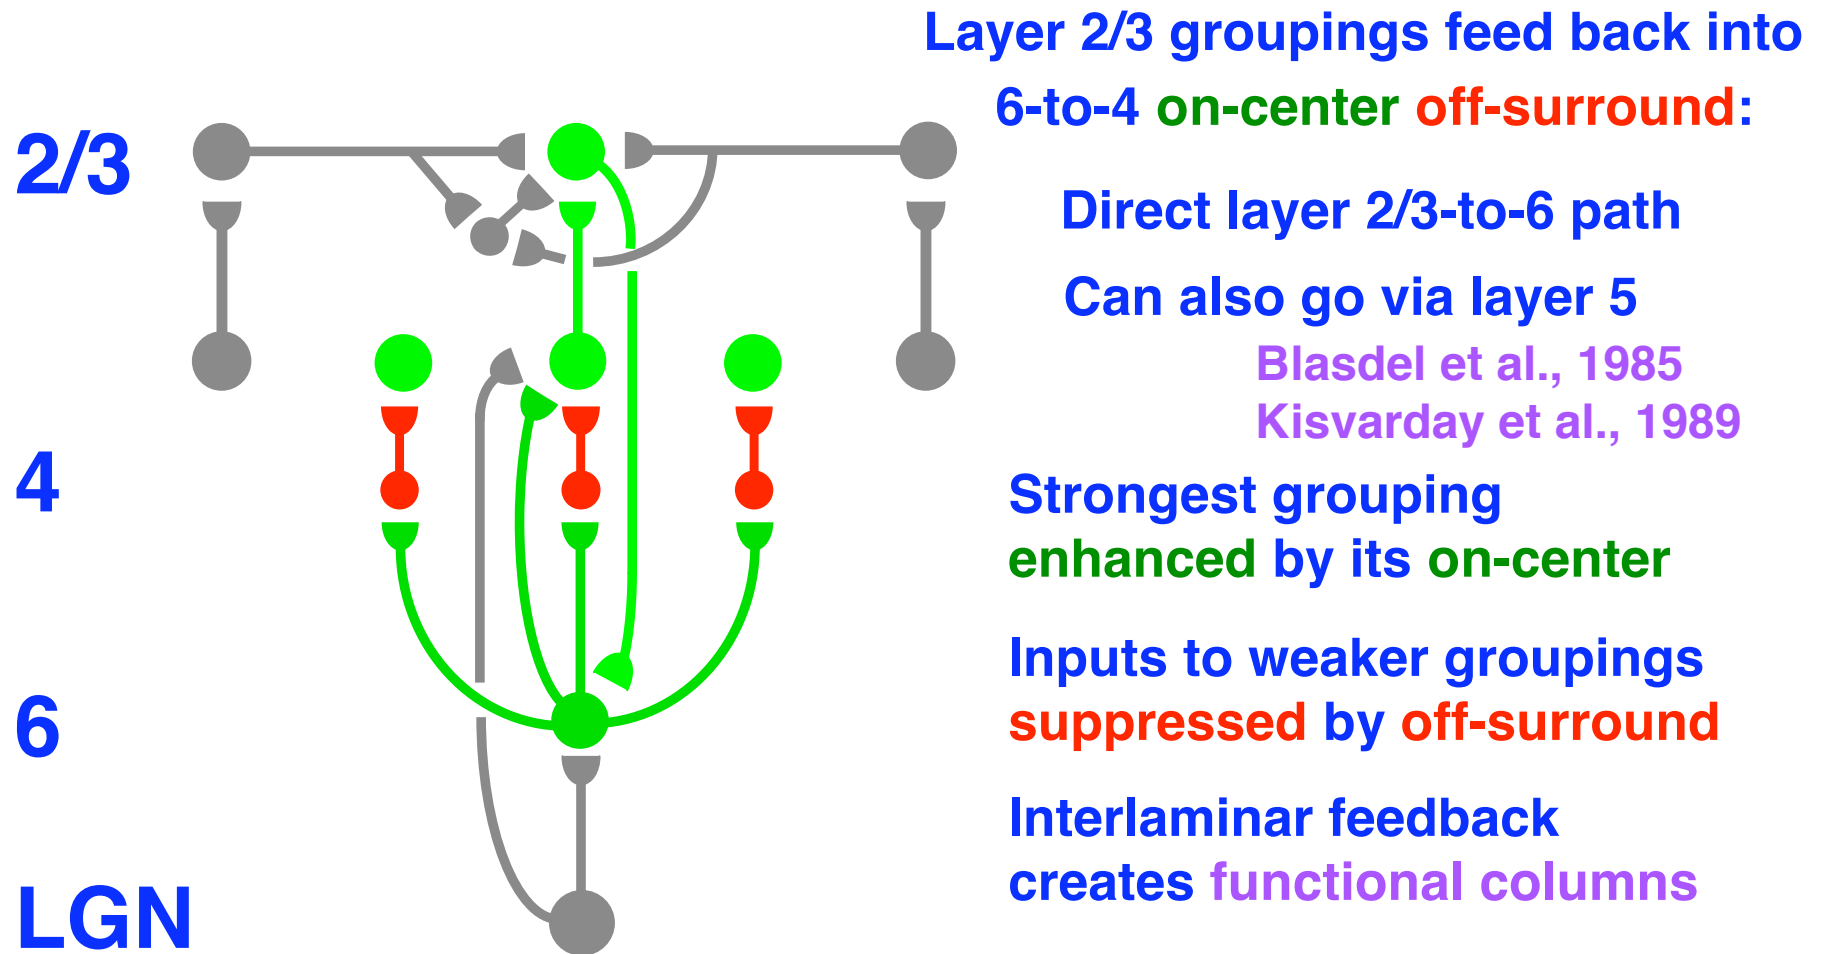 Layer 2/3 groupings feed back into
6-to-4 on-center off-surround:
2/3
Direct layer 2/3-to-6 path
Can also go via layer 5
Blasdel et al., 1985
Kisvarday et al., 1989
4
Strongest grouping
enhanced by its on-center
Inputs to weaker groupings
6
suppressed by off-surround
Interlaminar feedback
creates functional columns
LGN